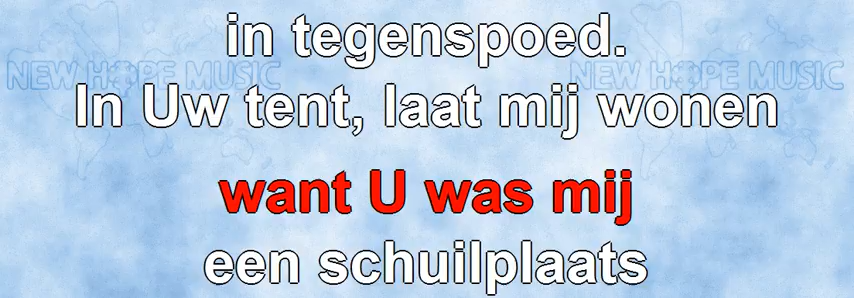 in tegenspoed.
NEW HOPE MUSIC NEW HOPE MUSIC
In Uw tent, laat mij wonen
want U was mij
een schuilplaats